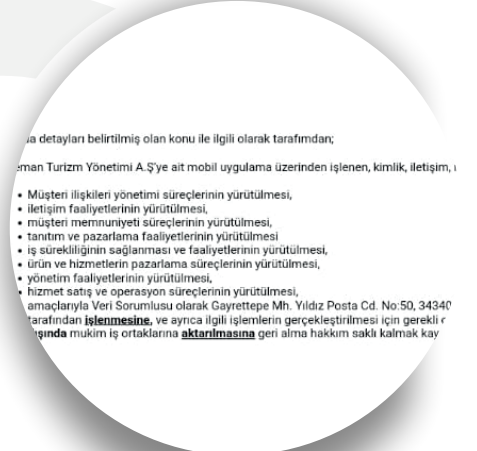 detayları belirtilmiş olan konu ile ilgili olarak tarafımdan;
Turizm Yönetimi A.Ş'ye ait mobil uygulama üzerinden işlenen, kimlik, iletişim,
• Müşteri ilişkileri yönetimi süreçlerinin yürütülmesi,
• iletişim faaliyetlerinin yürütülmesi,
• müşteri memnuniyeti süreçlerinin yürütülmesi,
• tanıtım ve pazarlama faaliyetlerinin yürütülmesi
• iş sürekliliğinin sağlanması ve faaliyetlerinin yürütülmesi,
• ürün ve hizmetlerin pazarlama süreçlerinin yürütülmesi,
• yönetim faaliyetlerinin yürütülmesi,
• hizmet satış ve operasyon süreçlerinin yürütülmesi,
amaçlarıyla Veri Sorumlusu olarak Gayrettepe Mh. Yıldız Posta Cd. No:50, 34340
tarafından işlenmesine, ve ayrıca ilgili işlemlerin gerçekleştirilmesi için gerekli
mukim iş ortaklarına aktarılmasına geri alma hakkım saklı kalmak